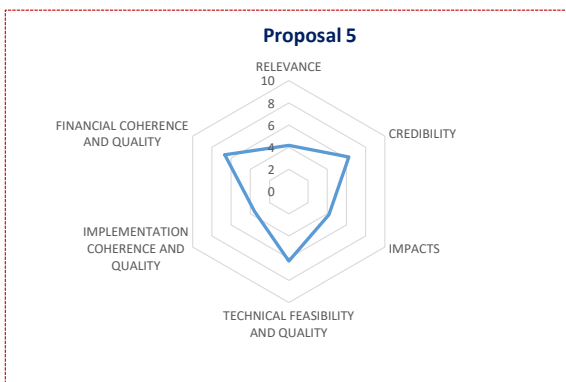 Proposal 5
RELEVANCE
10
8
6
4
2
0
FINANCIAL COHERENCE
AND QUALITY
CREDIBILITY
IMPLEMENTATION
COHERENCE AND
QUALITY
IMPACTS
TECHNICAL FEASIBILITY
AND QUALITY